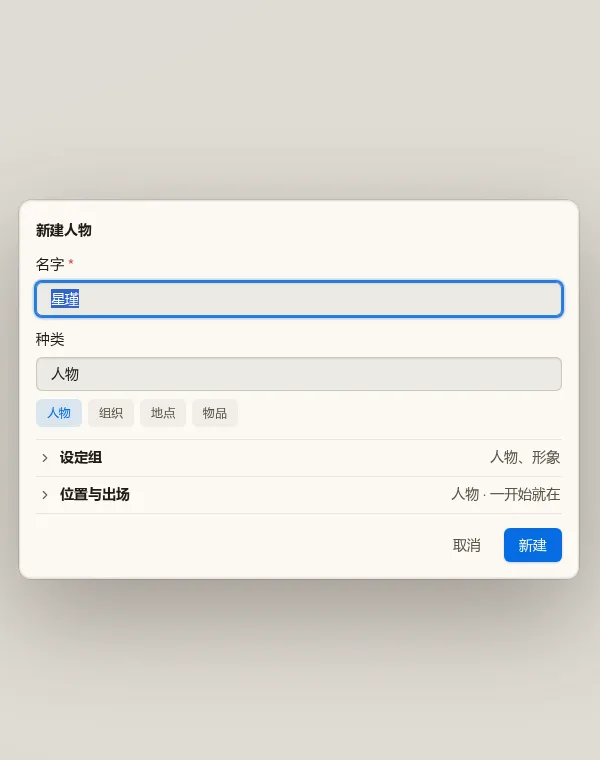 新建人物
名字 *
星瑾
种类
人物
人物 组织 地点 物品
设定组 人物、形象
位置与出场 人物 · 一开始就在
取消 新建